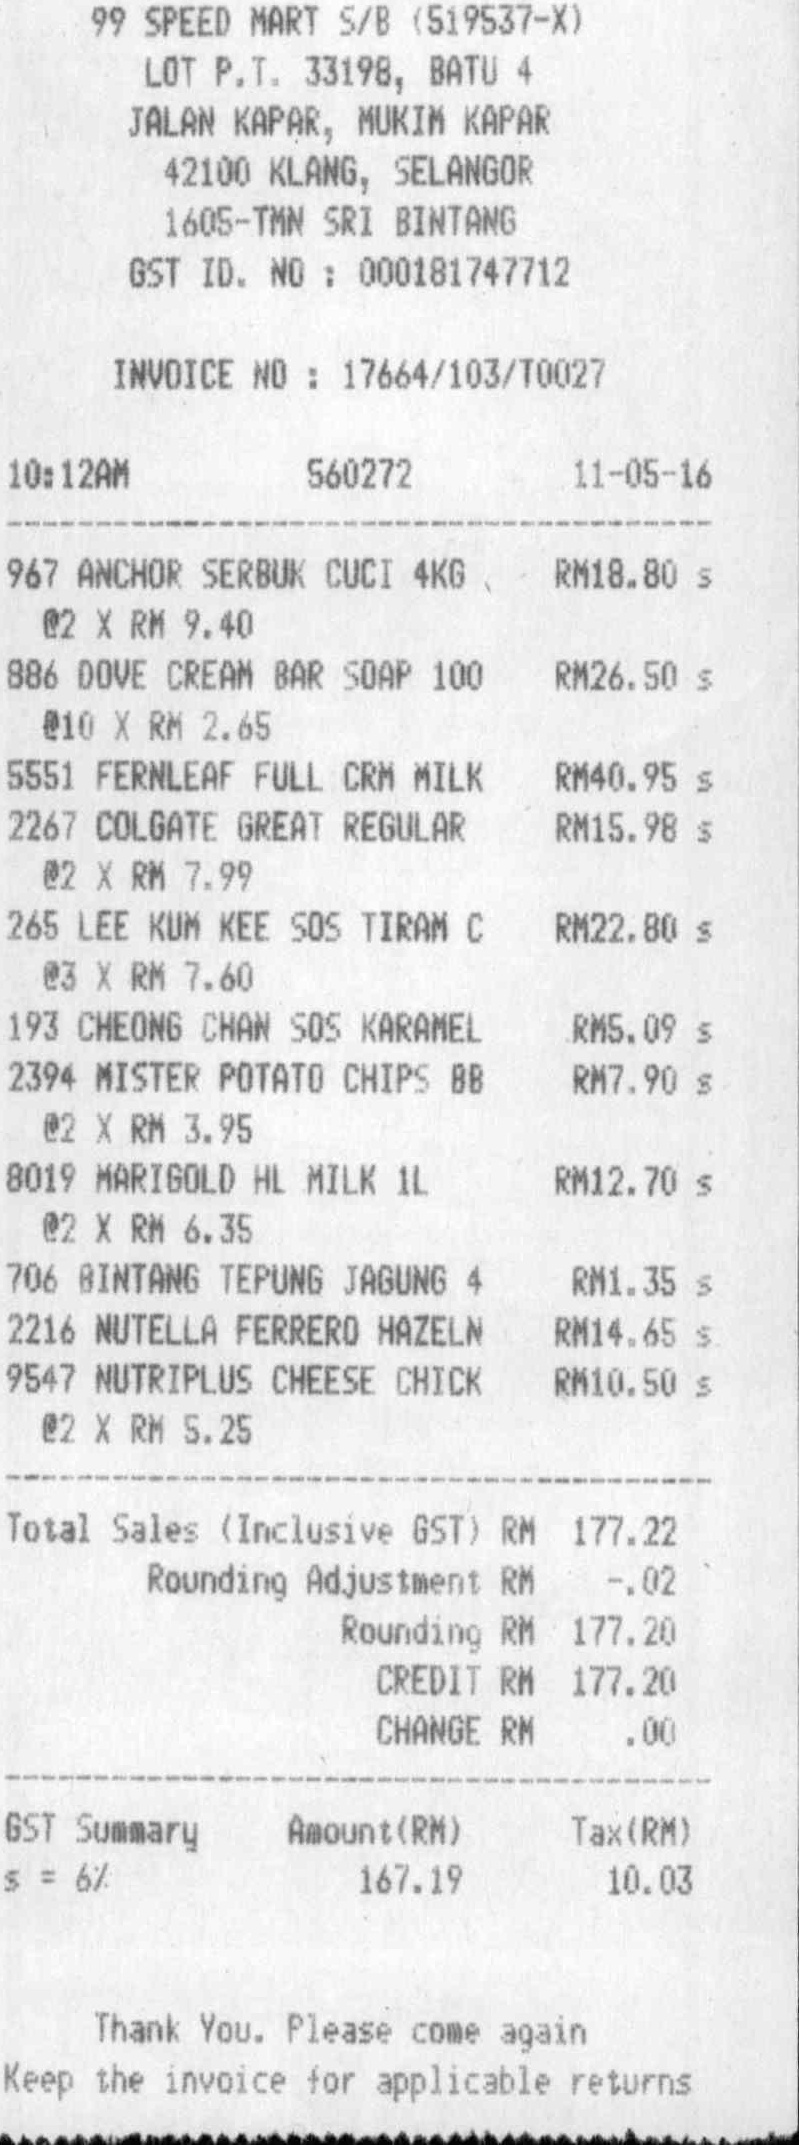 99 SPEED MART S/B (519537-X)
LOT P.T. 33198, BATU 4
JALAN KAPAR, MUKIM KAPAR
42100 KLANG, SELANGOR
1605-TMN SRI BINTANG
GST ID. NO : 000181747712
INVOICE NO : 17664/103/T0027
10:12AM 560272 11-05-16
967 ANCHOR SERBUK CUCI 4KG RM18.80 s
@2 X RM 9.40
886 DOVE CREAM BAR SOAP 100 RM26.50 s
@10 X RM 2.65
5551 FERNLEAF FULL CRM MILK RM40.95 s
2267 COLGATE GREAT REGULAR RM15.98 s
@2 X RM 7.99
265 LEE KUM KEE SOS TIRAM C RM22.80 s
@3 X RM 7.60
193 CHEONG CHAN SOS KARAMEL RM5.09 s
2394 MISTER POTATO CHIPS BB RM7.90 s
@2 X RM 3.95
8019 MARIGOLD HL MILK 1L RM12.70 s
@2 X RM 6.35
706 BINTANG TEPUNG JAGUNG 4 RM1.35 s
2216 NUTELLA FERRERO HAZELN RM14.65 s
9547 NUTRIPLUS CHEESE CHICK RM10.50 s
@2 X RM 5.25
Total Sales (Inclusive GST) RM 177.22
Rounding Adjustment RM -.02
Rounding RM 177.20
CREDIT RM 177.20
CHANGE RM .00
GST Summary Amount(RM) Tax(RM)
s = 6% 167.19 10.03
Thank You. Please come again
Keep the invoice for applicable returns